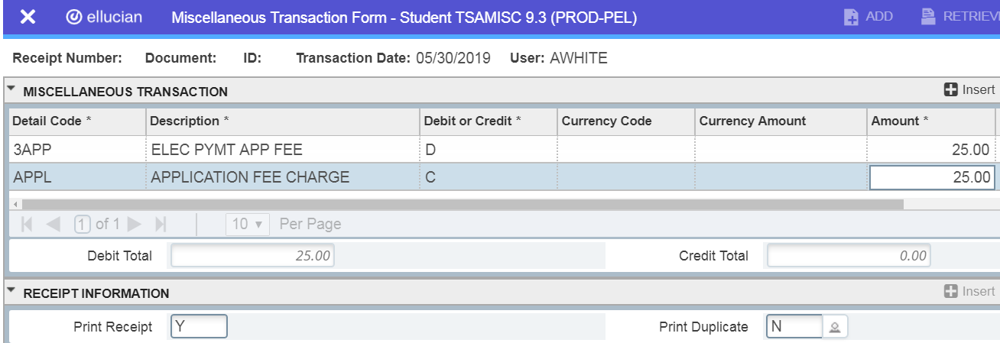 ellucian Miscellaneous Transaction Form - Student TSAMISC 9.3 (PROD-PEL) ADD RETRIEV
Receipt Number: Document: ID: Transaction Date: 05/30/2019 User: AWHITE
MISCELLANEOUS TRANSACTION Insert
Detail Code * Description * Debit or Credit * Currency Code Currency Amount Amount *
3APP ELEC PYMT APP FEE D 25.00
APPL APPLICATION FEE CHARGE C 25.00
1 of 1 10 Per Page
Debit Total 25.00 Credit Total 0.00
RECEIPT INFORMATION Insert
Print Receipt Y Print Duplicate N